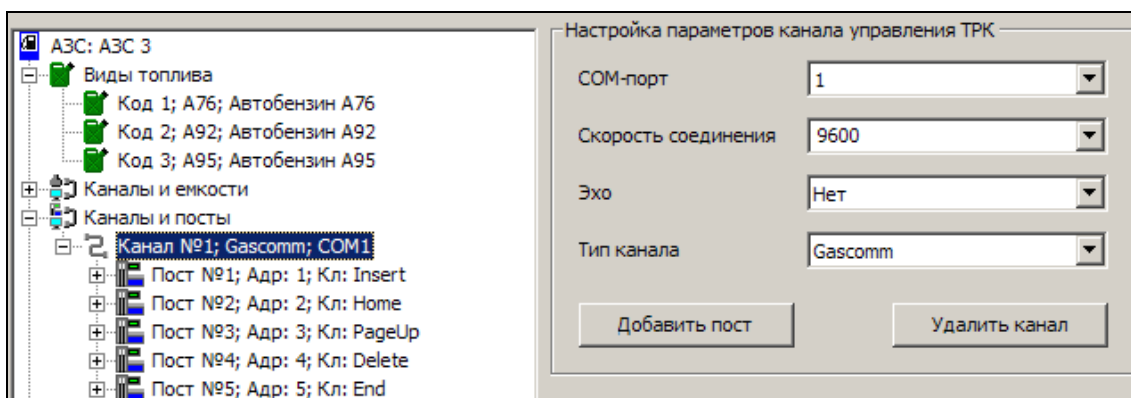 АЗС: АЗС 3
Виды топлива
Код 1; А76; Автобензин А76
Код 2; А92; Автобензин А92
Код 3; А95; Автобензин А95
Каналы и емкости
Каналы и посты
Канал №1; Gascomm; COM1
Пост №1; Адр: 1; Кл: Insert
Пост №2; Адр: 2; Кл: Home
Пост №3; Адр: 3; Кл: PageUp
Пост №4; Адр: 4; Кл: Delete
Пост №5; Адр: 5; Кл: End
Настройка параметров канала управления ТРК
COM-порт 1
Скорость соединения 9600
Эхо Нет
Тип канала Gascomm
Добавить пост Удалить канал